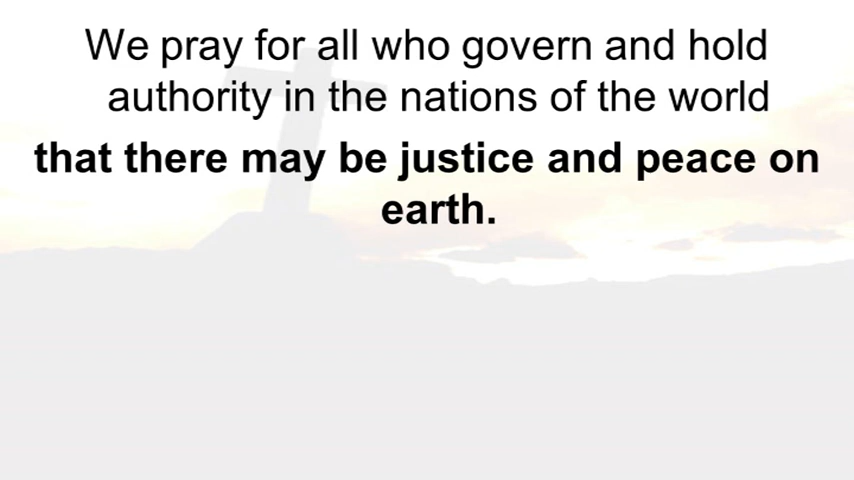 We pray for all who govern and hold
authority in the nations of the world
that there may be justice and peace on
earth.